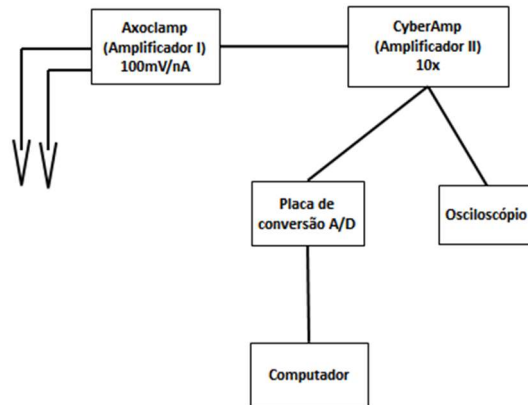 Axoclamp
(Amplificador I)
100mV/nA
CyberAmp
(Amplificador II)
10x
Placa de
conversão A/D
Osciloscópio
Computador